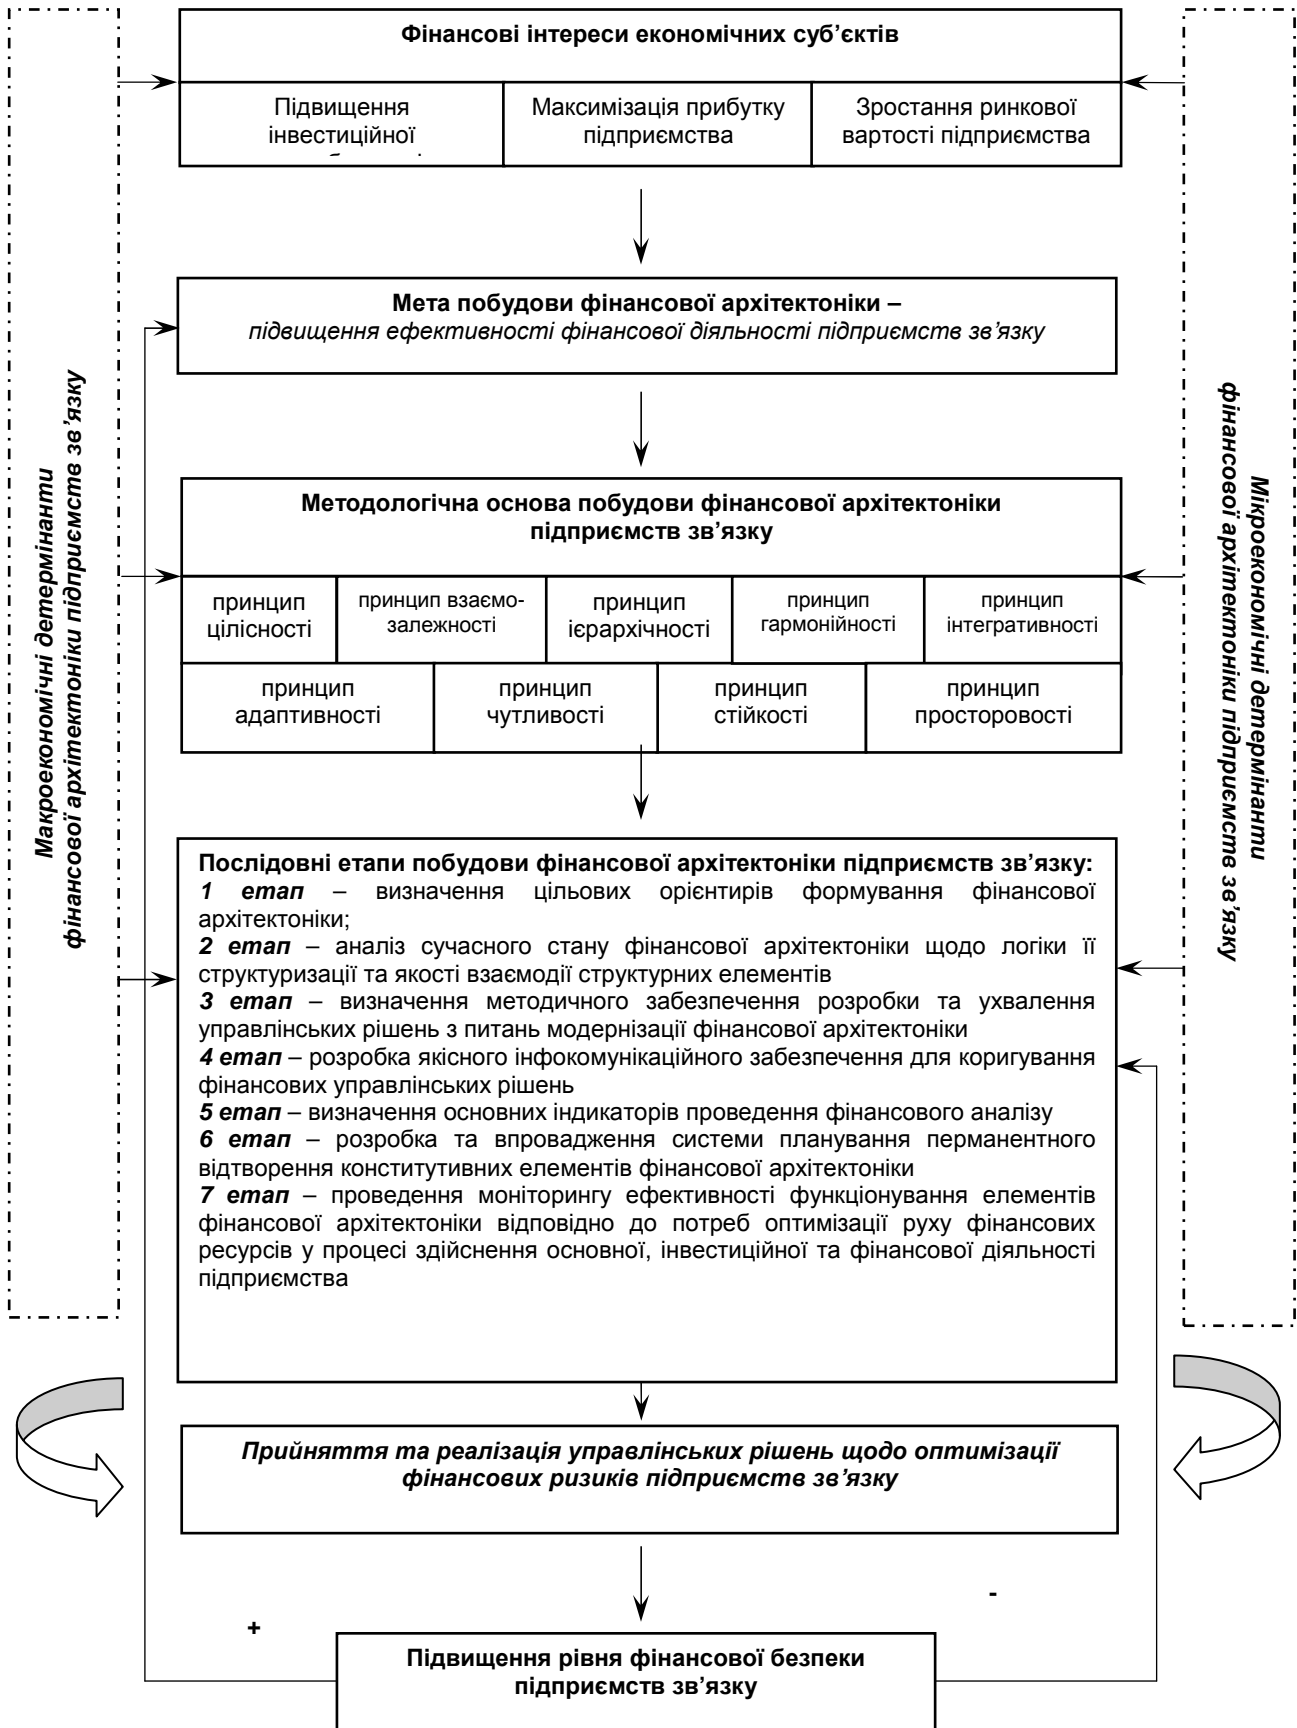 Фінансові інтереси економічних суб’єктів
Підвищення
інвестиційної
Максимізація прибутку
підприємства
Зростання ринкової
вартості підприємства
Мета побудови фінансової архітектоніки –
підвищення ефективності фінансової діяльності підприємств зв’язку
Макроекономічні детермінанти
фінансової архітектоніки підприємств зв’язку
Мікроекономічні детермінанти
фінансової архітектоніки підприємств зв’язку
Методологічна основа побудови фінансової архітектоніки
підприємств зв’язку
принцип
цілісності
принцип взаємо-
залежності
принцип
ієрархічності
принцип
гармонійності
принцип
інтегративності
принцип
адаптивності
принцип
чутливості
принцип
стійкості
принцип
просторовості
Послідовні етапи побудови фінансової архітектоніки підприємств зв’язку:
1 етап – визначення цільових орієнтирів формування фінансової
архітектоніки;
2 етап – аналіз сучасного стану фінансової архітектоніки щодо логіки її
структуризації та якості взаємодії структурних елементів
3 етап – визначення методичного забезпечення розробки та ухвалення
управлінських рішень з питань модернізації фінансової архітектоніки
4 етап – розробка якісного інфокомунікаційного забезпечення для коригування
фінансових управлінських рішень
5 етап – визначення основних індикаторів проведення фінансового аналізу
6 етап – розробка та впровадження системи планування перманентного
відтворення конститутивних елементів фінансової архітектоніки
7 етап – проведення моніторингу ефективності функціонування елементів
фінансової архітектоніки відповідно до потреб оптимізації руху фінансових
ресурсів у процесі здійснення основної, інвестиційної та фінансової діяльності
підприємства
Прийняття та реалізація управлінських рішень щодо оптимізації
фінансових ризиків підприємств зв’язку
-
+
Підвищення рівня фінансової безпеки
підприємств зв’язку